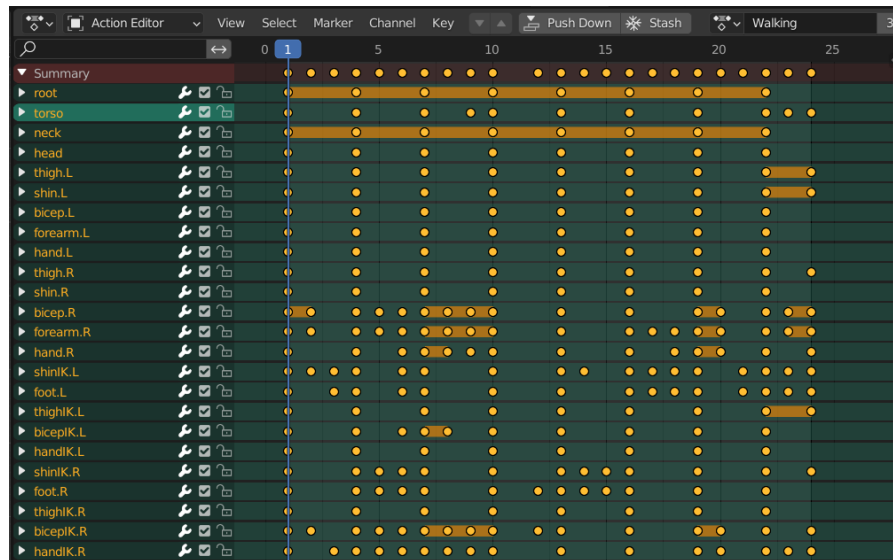 Action Editor View Select Marker Channel Key Push Down Stash Walking 3
0 1 5 10 15 20 25
Summary
root
torso
neck
head
thigh.L
shin.L
bicep.L
forearm.L
hand.L
thigh.R
shin.R
bicep.R
forearm.R
hand.R
shinIK.L
foot.L
thighIK.L
bicepIK.L
handIK.L
shinIK.R
foot.R
thighIK.R
bicepIK.R
handIK.R